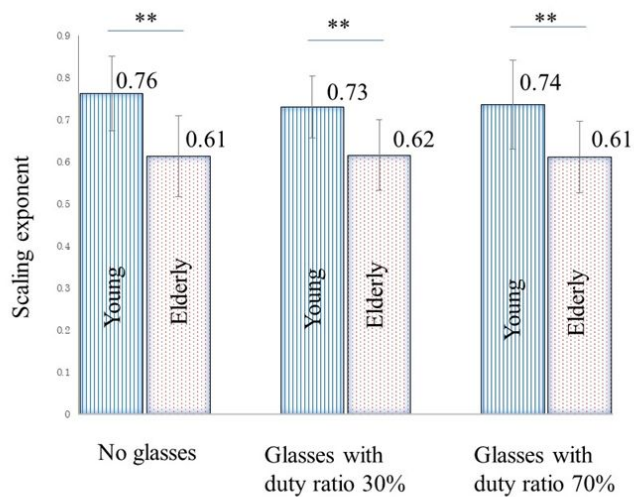 ** ** **
0.9
0.8
0.7
0.6
0.5
0.4
0.3
0.2
0.1
0
Scaling exponent
0.76
0.61
0.73
0.62
0.74
0.61
Young
Elderly
Young
Elderly
Young
Elderly
No glasses
Glasses with
duty ratio 30%
Glasses with
duty ratio 70%